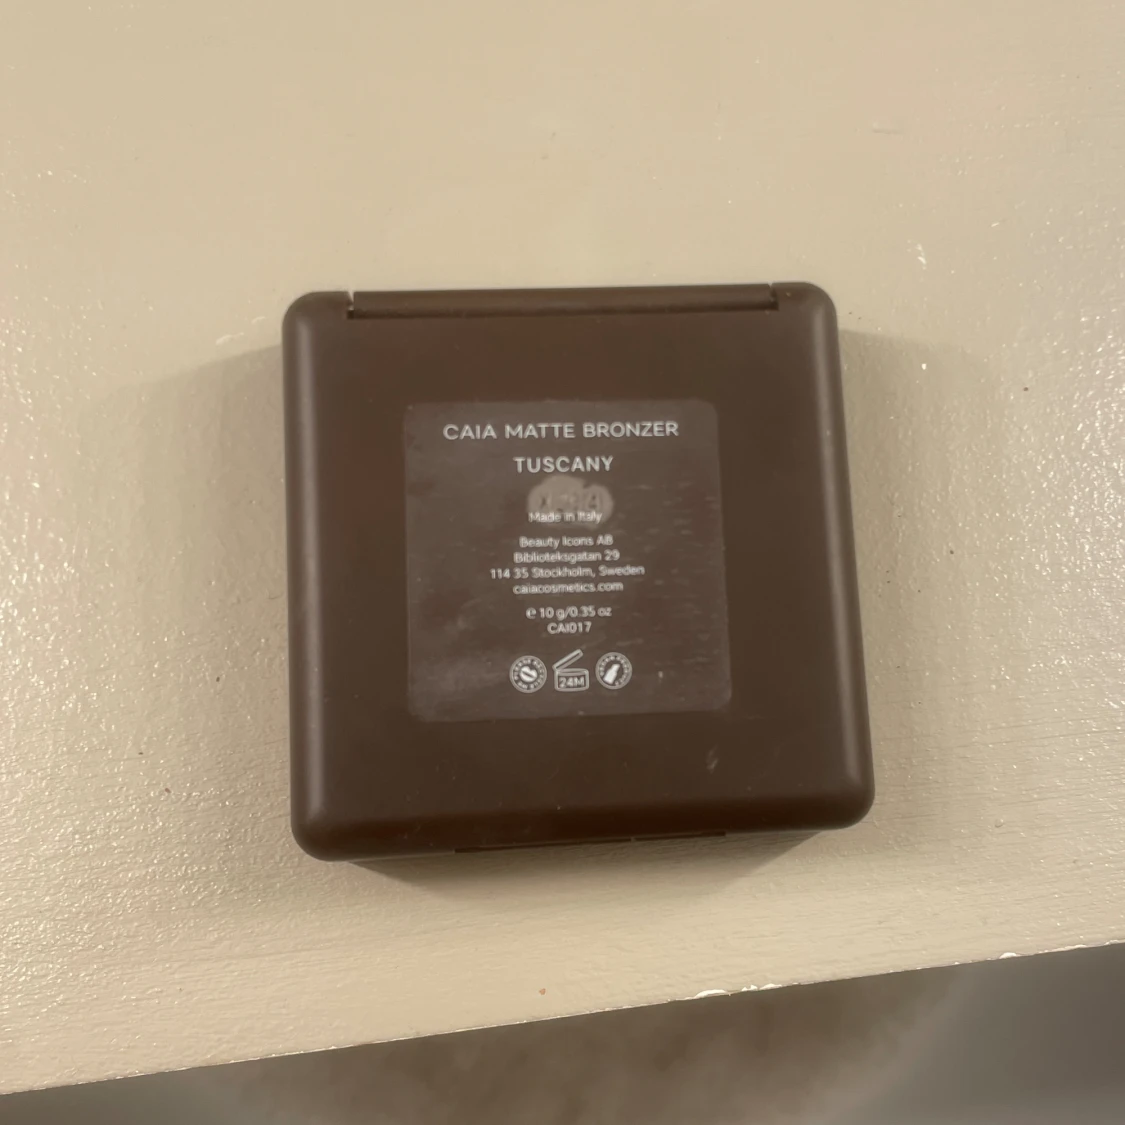 CAIA MATTE BRONZER
TUSCANY
Made in Italy
Beauty Icons AB
Biblioteksgatan 29
114 35 Stockholm, Sweden
caiacosmetics.com
e 10 g/0.35 oz
CAI017
24M